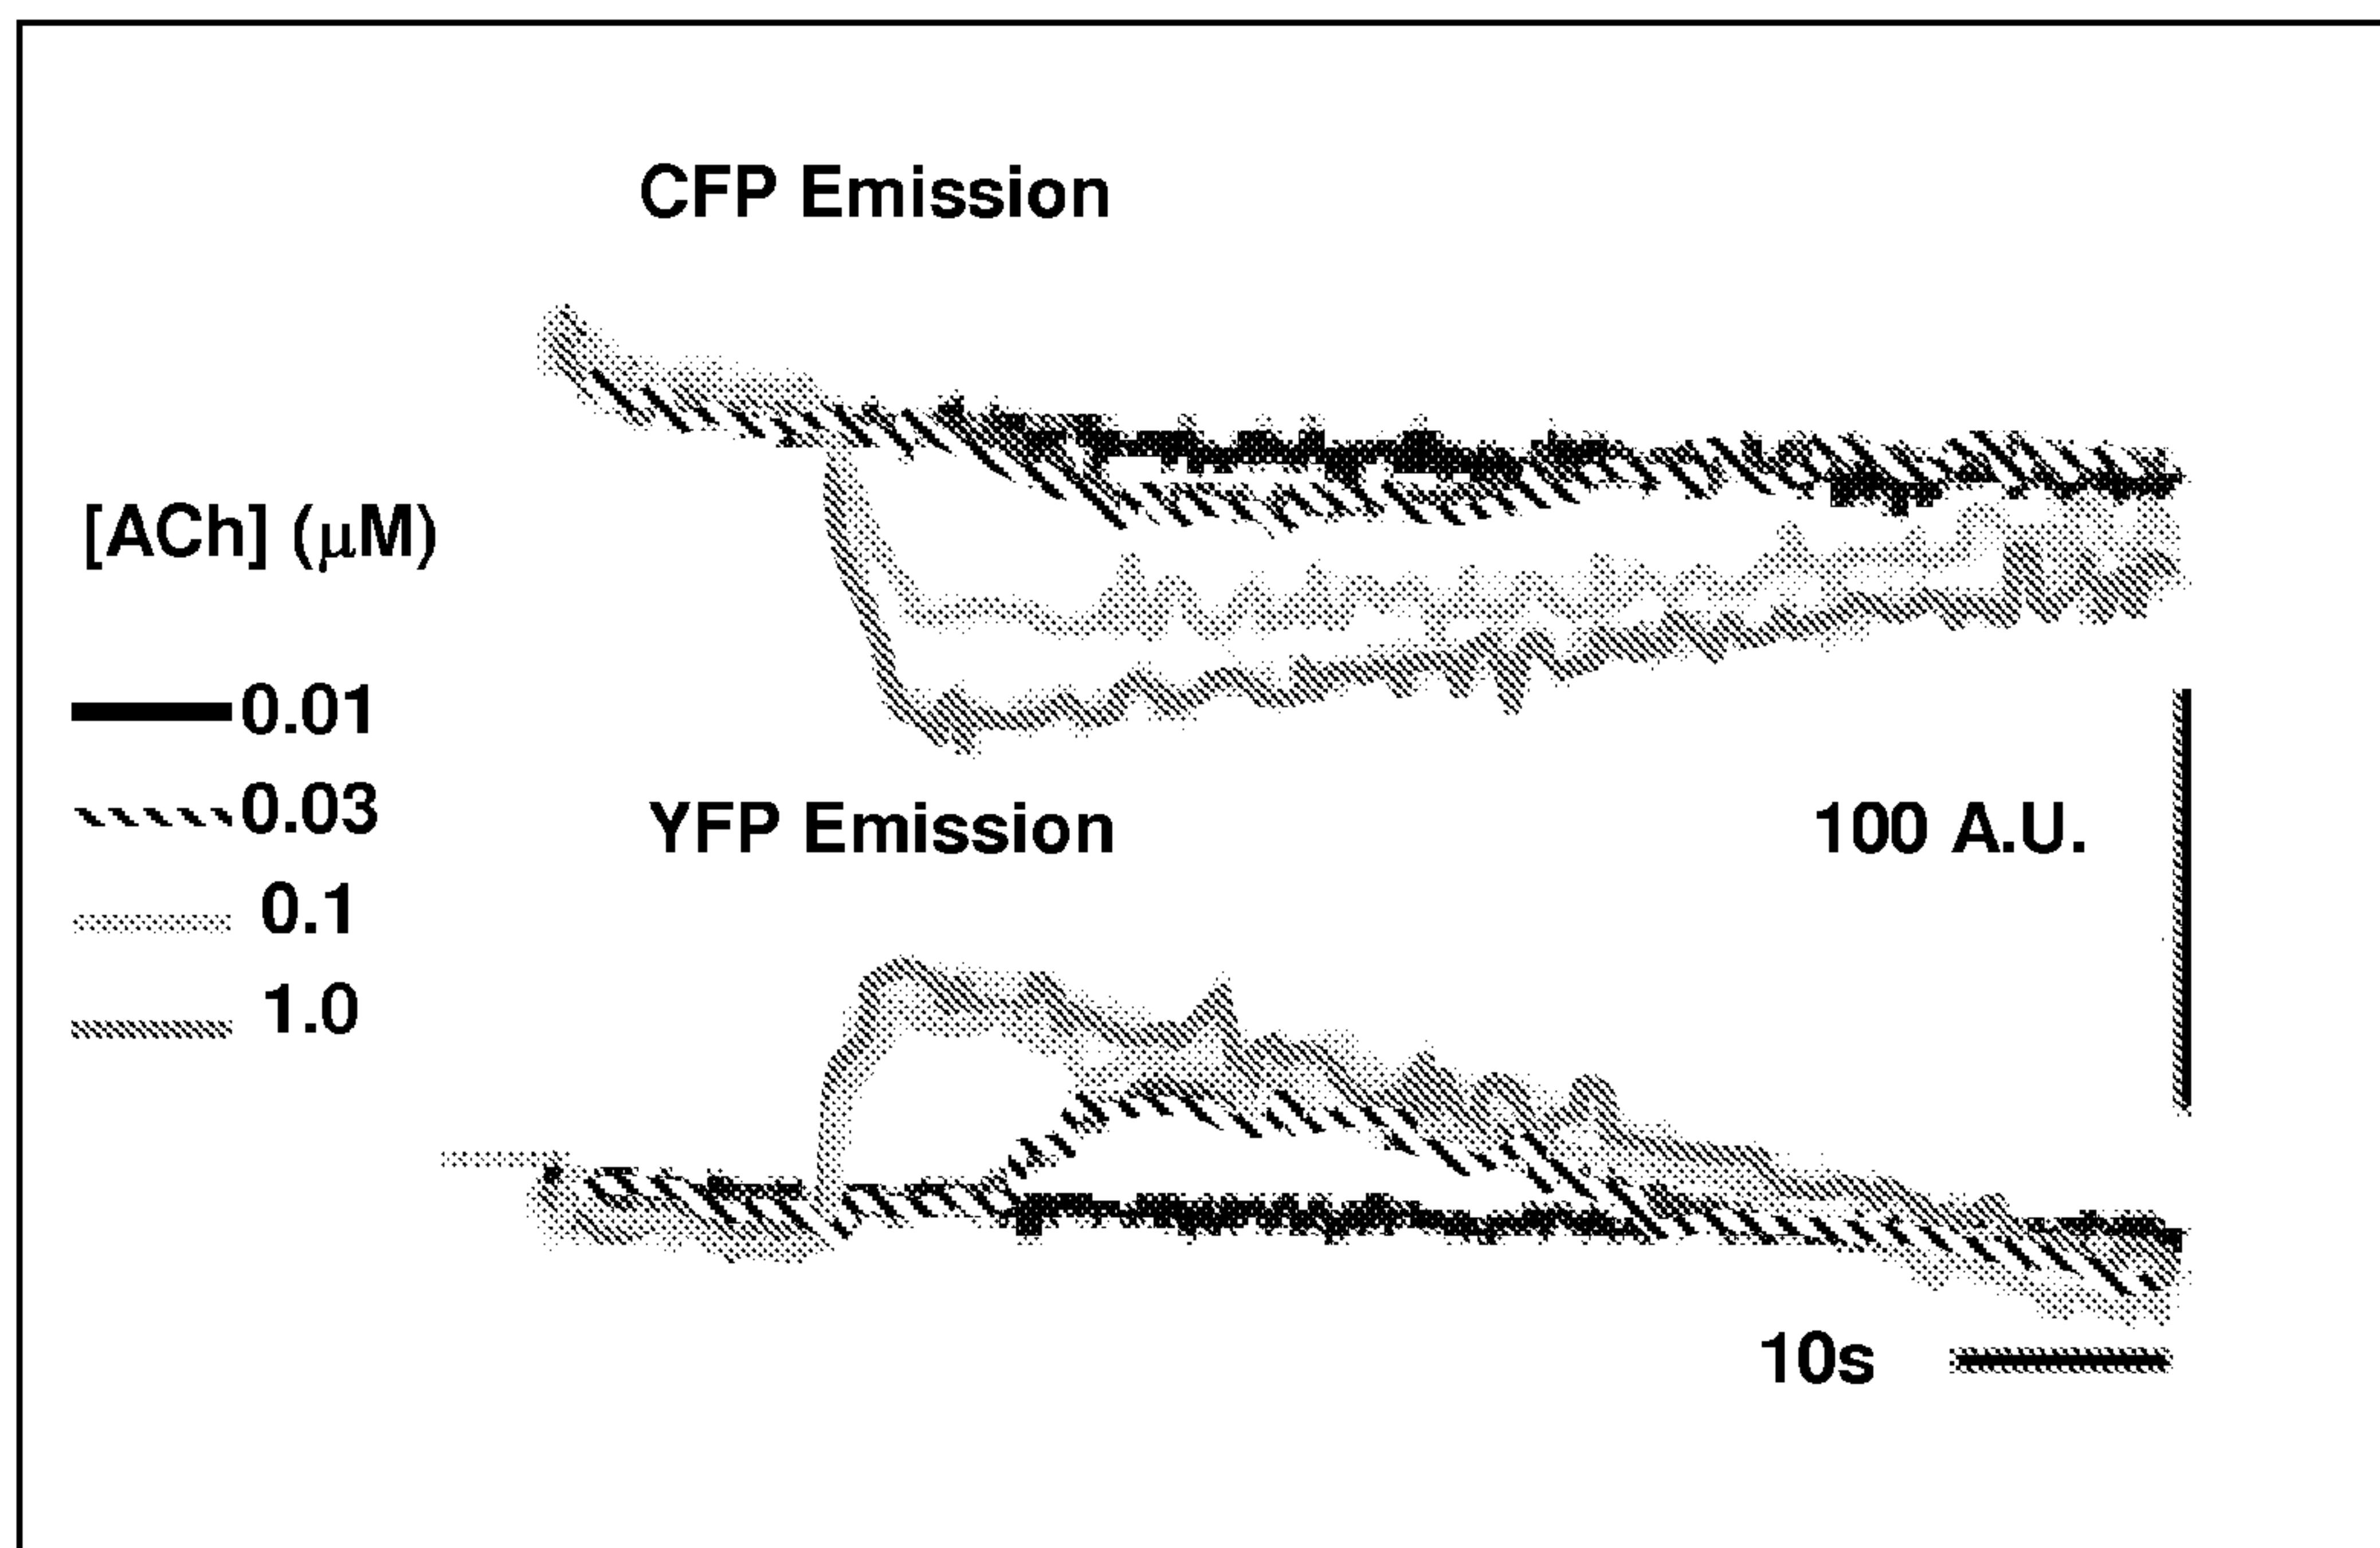 CFP Emission
[ACh] (μM)
0.01
0.03
0.1
1.0
YFP Emission
100 A.U.
10s